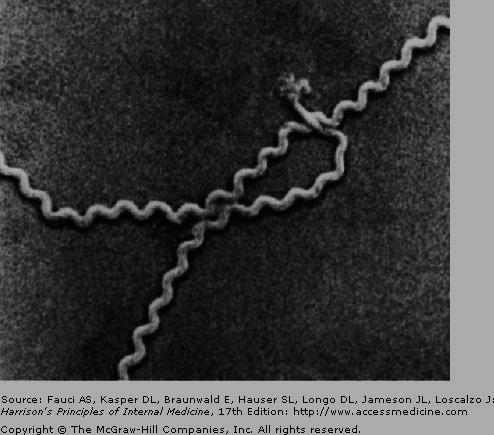 Source: Fauci AS, Kasper DL, Braunwald E, Hauser SL, Longo DL, Jameson JL, Loscalzo J:
Harrison's Principles of Internal Medicine, 17th Edition: http://www.accessmedicine.com
Copyright © The McGraw-Hill Companies, Inc. All rights reserved.